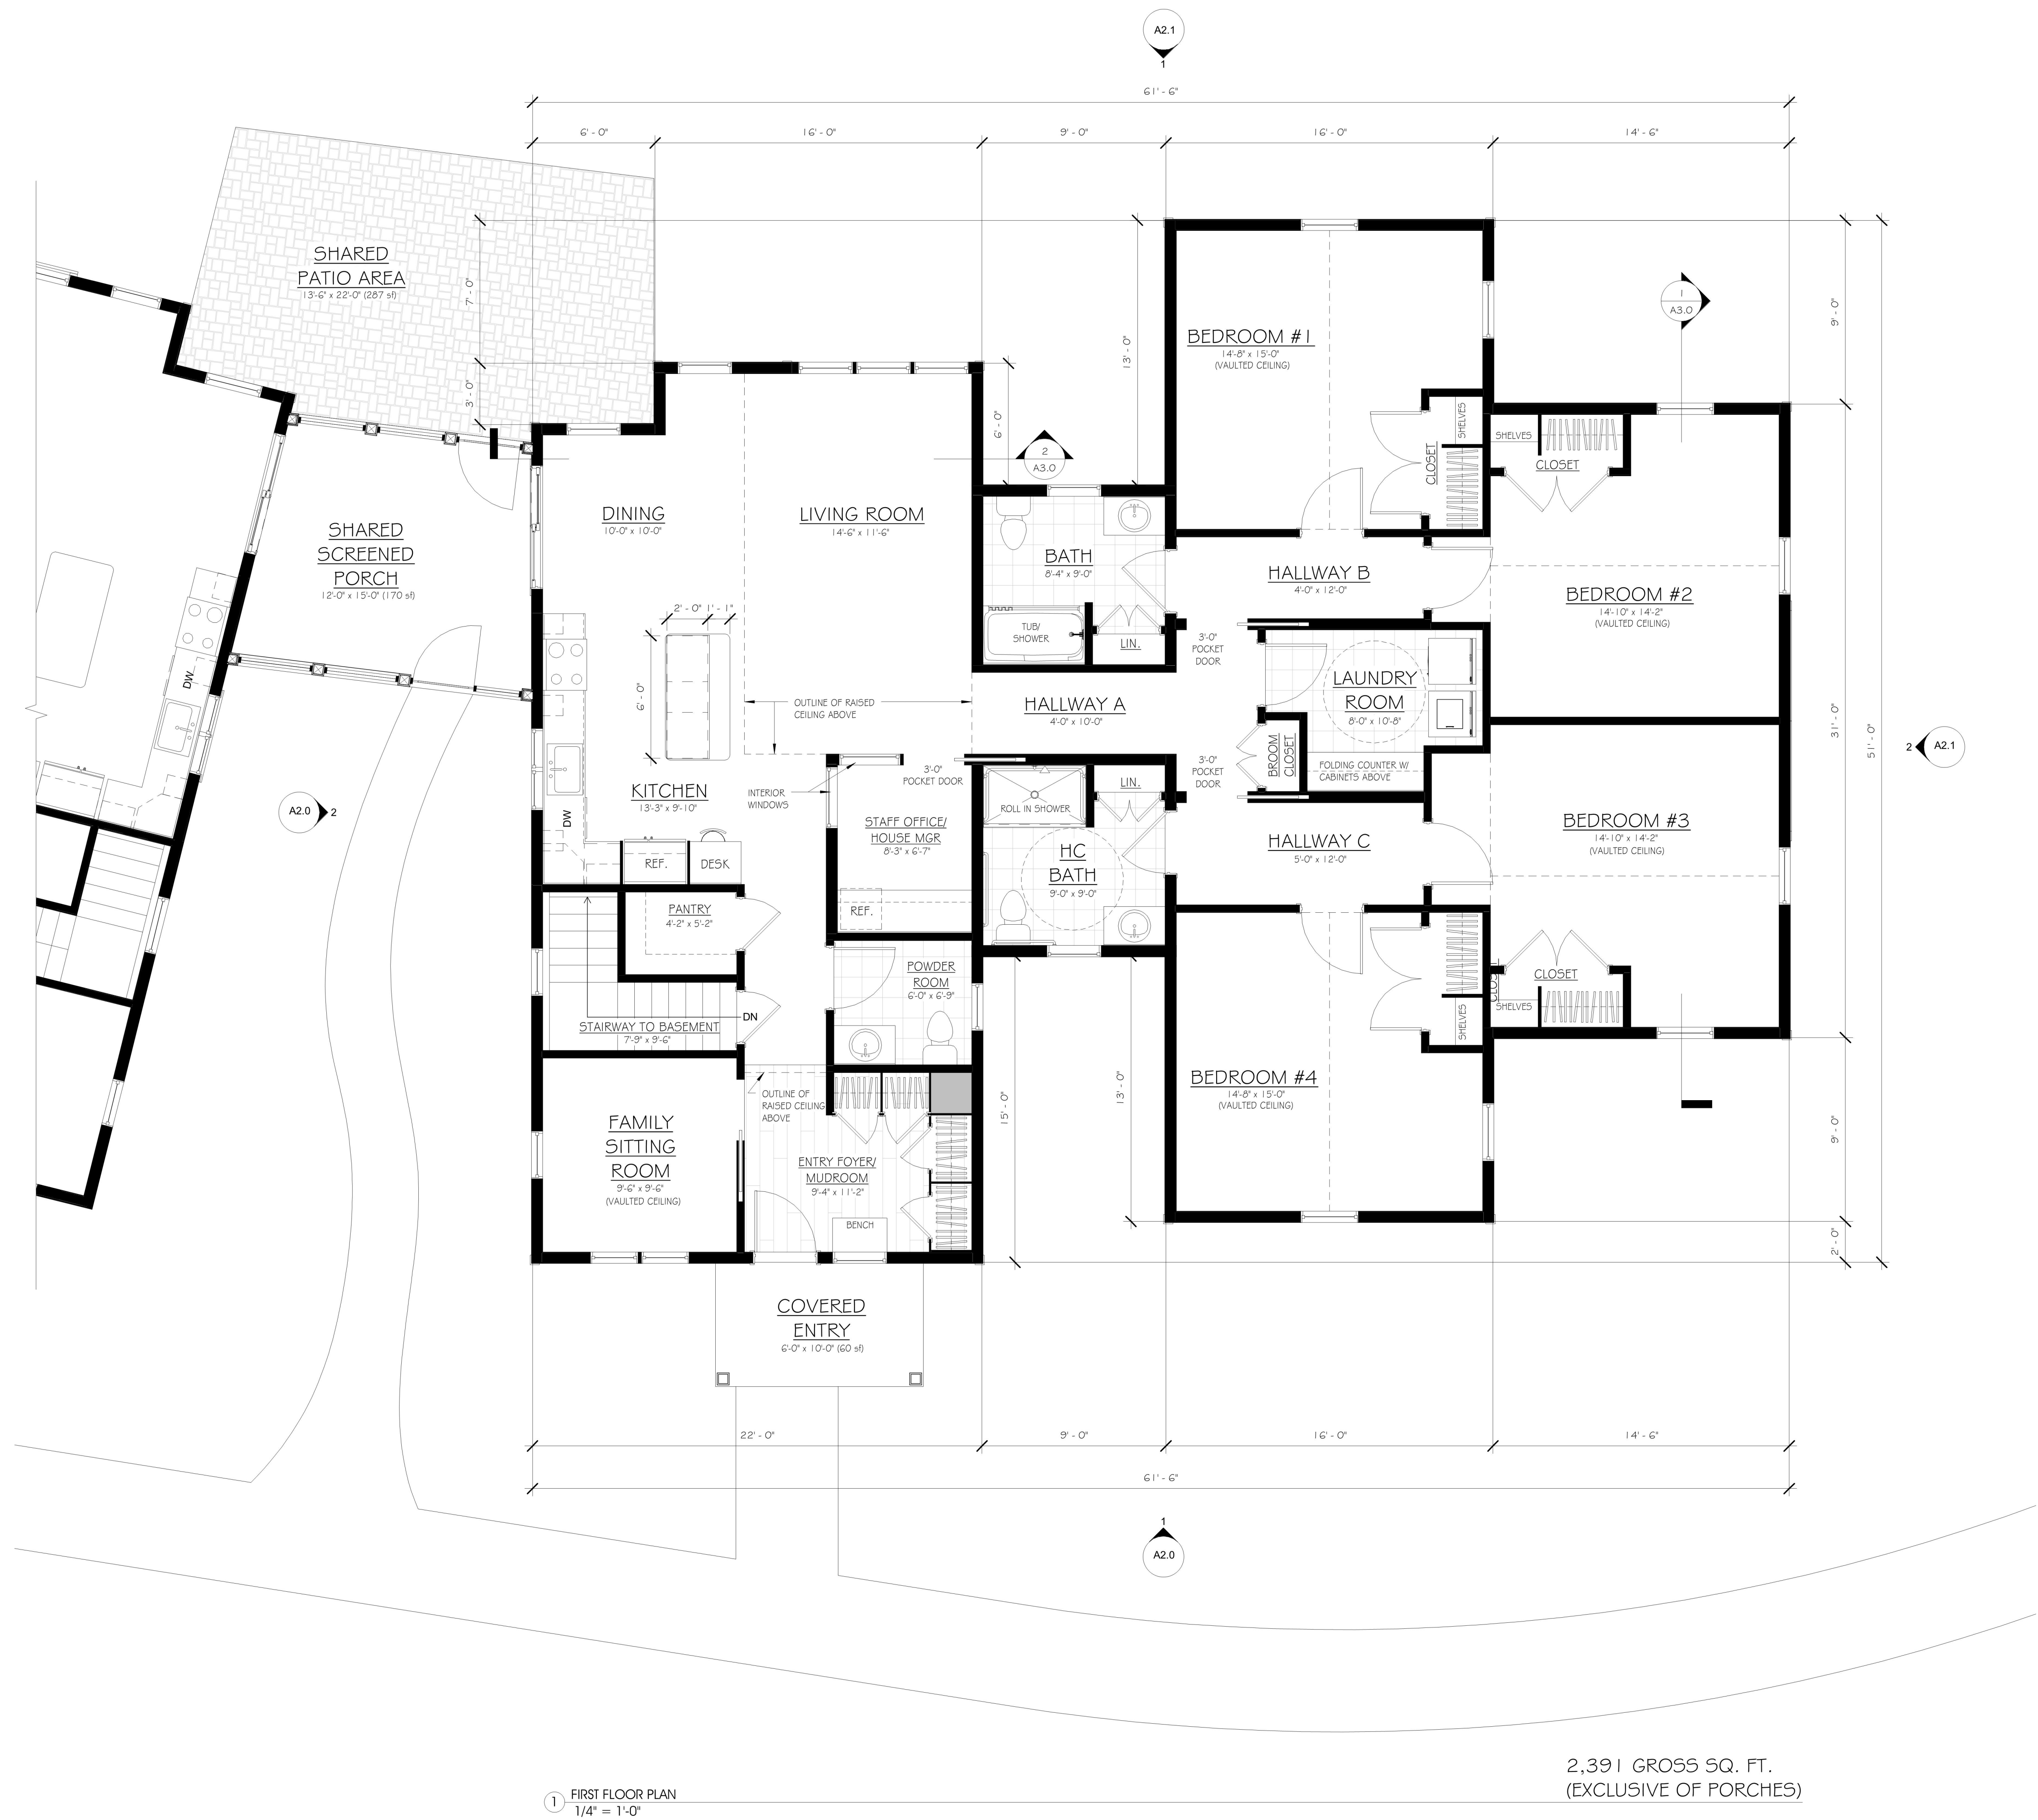 A2.1
1
61' - 6"
6' - 0"
16' - 0"
9' - 0"
16' - 0"
14' - 6"
SHARED
PATIO AREA
13'-6" x 22'-0" (287 sf)
7' - 0"
3' - 0"
13' - 0"
6' - 0"
9' - 0"
1
A3.0
BEDROOM #1
14'-8" x 15'-0"
(VAULTED CEILING)
SHELVES
CLOSET
SHELVES
CLOSET
2
A3.0
DINING
10'-0" x 10'-0"
LIVING ROOM
14'-6" x 11'-6"
SHARED
SCREENED
PORCH
12'-0" x 15'-0" (170 sf)
BATH
8'-4" x 9'-0"
TUB/
SHOWER
LIN.
HALLWAY B
4'-0" x 12'-0"
BEDROOM #2
14'-10" x 14'-2"
(VAULTED CEILING)
2' - 0"
1' - 1"
6' - 0"
3'-0"
POCKET
DOOR
LAUNDRY
ROOM
8'-0" x 10'-8"
DW
OUTLINE OF RAISED
CEILING ABOVE
HALLWAY A
4'-0" x 10'-0"
31' - 0"
51' - 0"
2
A2.1
BROOM
CLOSET
FOLDING COUNTER W/
CABINETS ABOVE
3'-0"
POCKET
DOOR
3'-0"
POCKET DOOR
INTERIOR
WINDOWS
KITCHEN
13'-3" x 9'-10"
DW
A2.0
2
REF.
DESK
STAFF OFFICE/
HOUSE MGR
8'-3" x 6'-7"
REF.
LIN.
ROLL IN SHOWER
HC
BATH
9'-0" x 9'-0"
HALLWAY C
5'-0" x 12'-0"
BEDROOM #3
14'-10" x 14'-2"
(VAULTED CEILING)
PANTRY
4'-2" x 5'-2"
POWDER
ROOM
6'-0" x 6'-9"
CLOSET
CLOSET
SHELVES
SHELVES
DN
STAIRWAY TO BASEMENT
7'-9" x 9'-6"
OUTLINE OF
RAISED CEILING
ABOVE
BEDROOM #4
14'-8" x 15'-0"
(VAULTED CEILING)
15' - 0"
13' - 0"
9' - 0"
2' - 0"
FAMILY
SITTING
ROOM
9'-6" x 9'-6"
(VAULTED CEILING)
ENTRY FOYER/
MUDROOM
9'-4" x 11'-2"
BENCH
COVERED
ENTRY
6'-0" x 10'-0" (60 sf)
22' - 0"
9' - 0"
16' - 0"
14' - 6"
61' - 6"
1
A2.0
2,391 GROSS SQ. FT.
(EXCLUSIVE OF PORCHES)
1 FIRST FLOOR PLAN
1/4" = 1'-0"